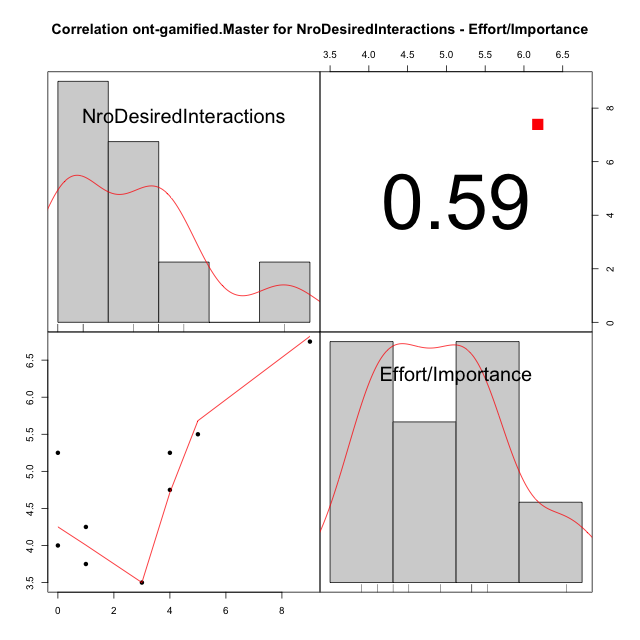 Correlation ont-gamified.Master for NroDesiredInteractions - Effort/Importance
3.5 4.0 4.5 5.0 5.5 6.0 6.5
NroDesiredInteractions
0.59
0 2 4 6 8
Effort/Importance
3.5 4.0 4.5 5.0 5.5 6.0 6.5
0 2 4 6 8